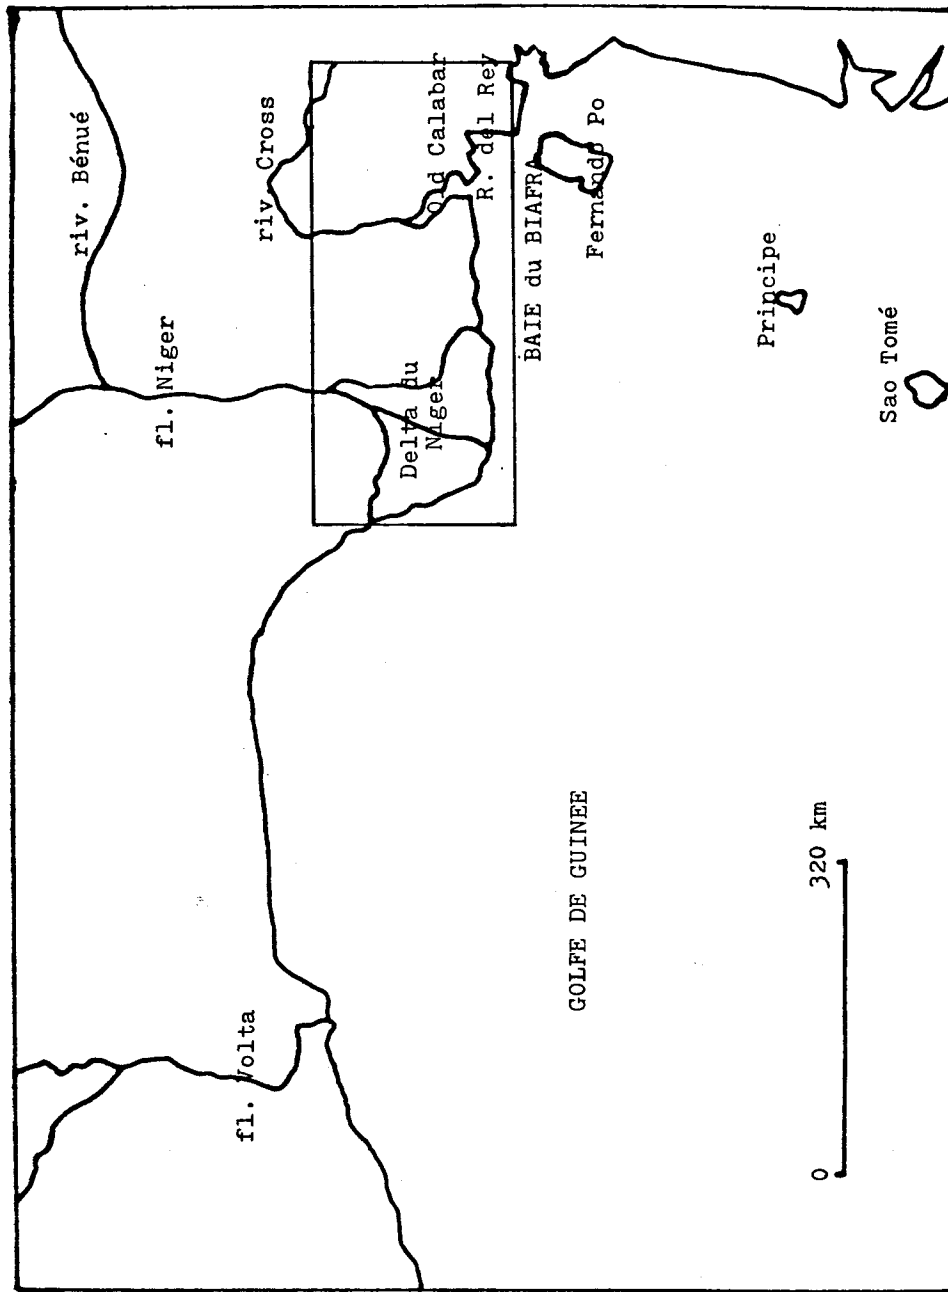 riv. Bénué
fl. Niger
riv. Cross
fl. Volta
Delta du
Niger
Old Calabar
R. del Rey
BAIE du BIAFRA
Fernando Po
GOLFE DE GUINEE
Principe
Sao Tomé
0 320 km